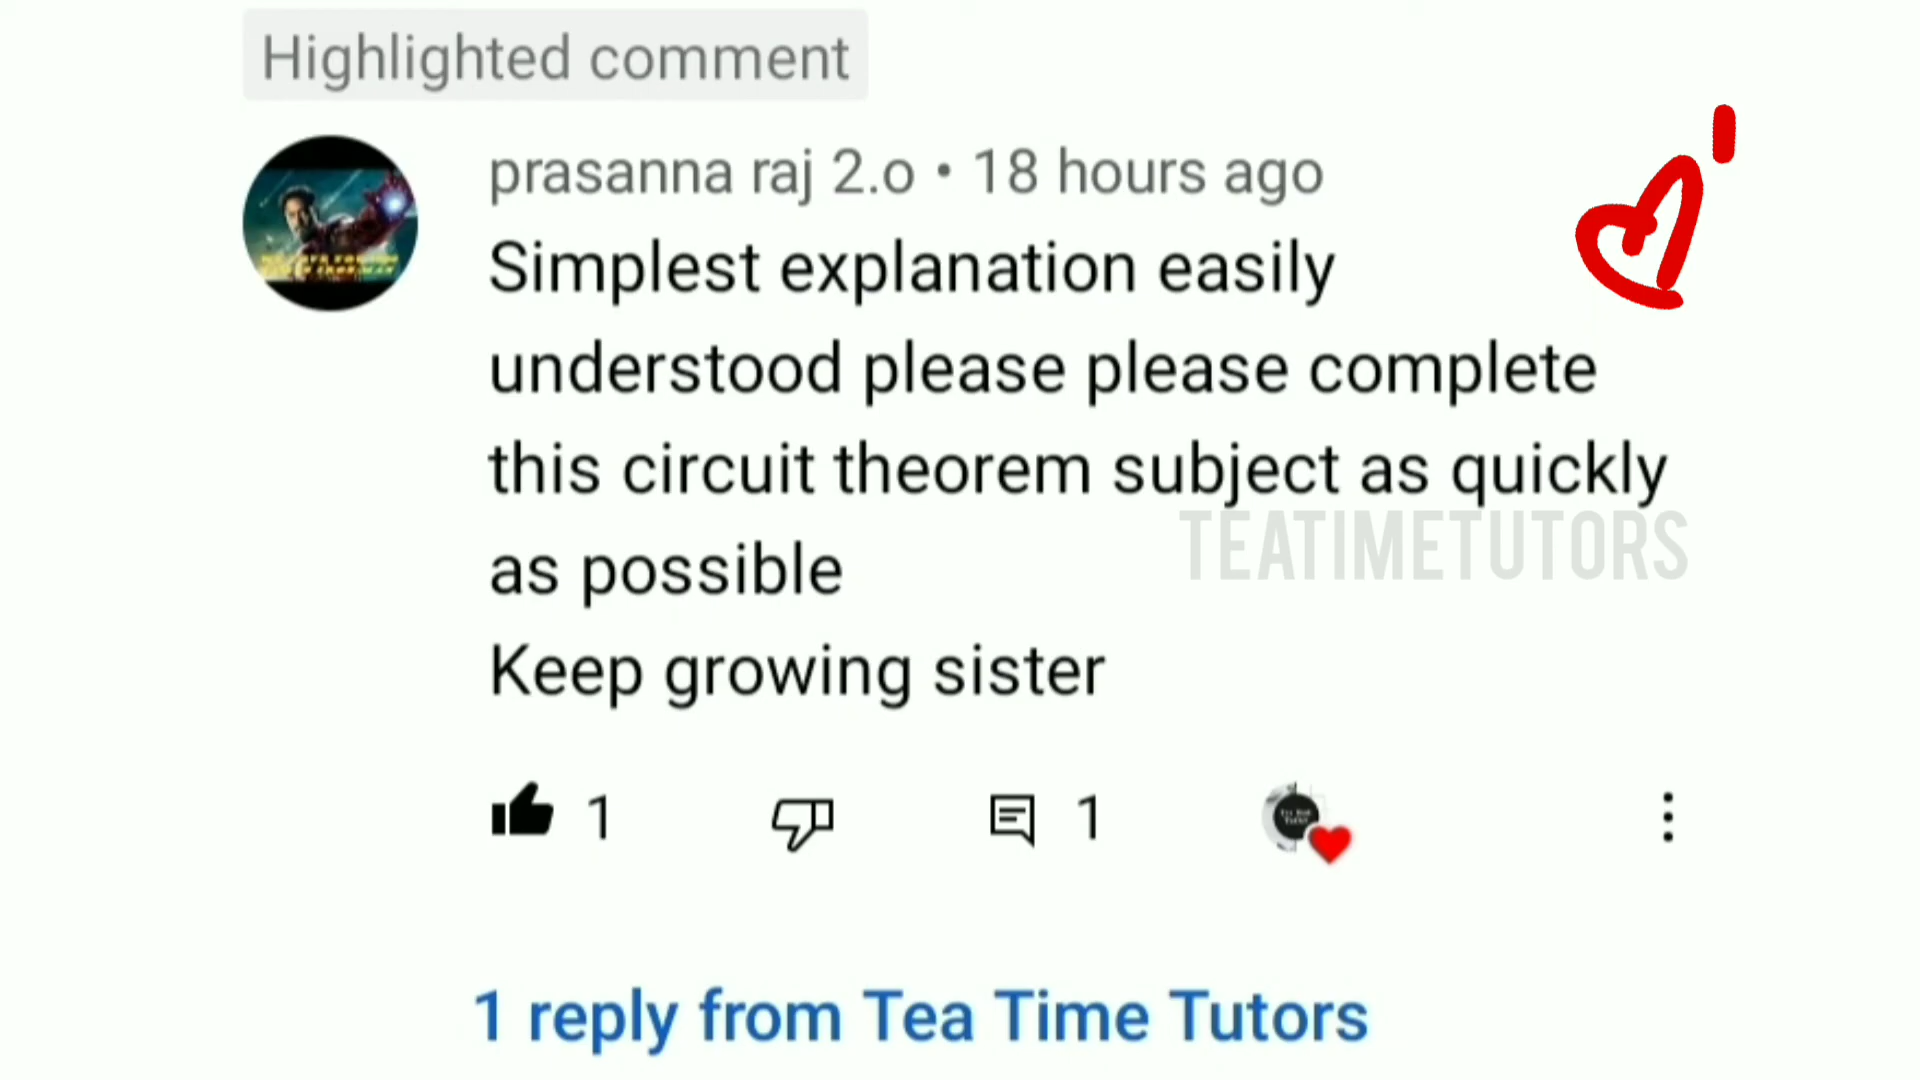 Highlighted comment
prasanna raj 2.o • 18 hours ago
Simplest explanation easily
understood please please complete
this circuit theorem subject as quickly
TEATIMETUTORS
as possible
Keep growing sister
1 1
1 reply from Tea Time Tutors